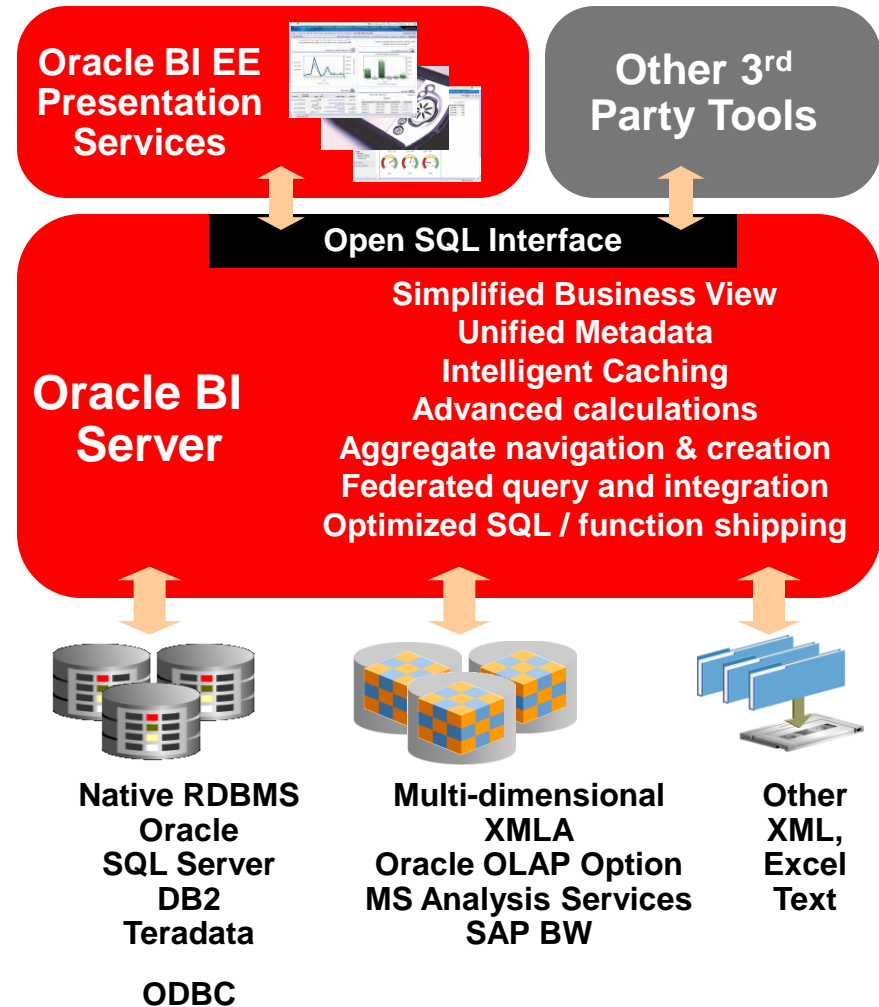 Oracle BI EE
Presentation
Services
Other 3rd
Party Tools
Open SQL Interface
Oracle BI
Server
Simplified Business View
Unified Metadata
Intelligent Caching
Advanced calculations
Aggregate navigation & creation
Federated query and integration
Optimized SQL / function shipping
Native RDBMS
Oracle
SQL Server
DB2
Teradata
ODBC
Multi-dimensional
XMLA
Oracle OLAP Option
MS Analysis Services
SAP BW
Other
XML,
Excel
Text